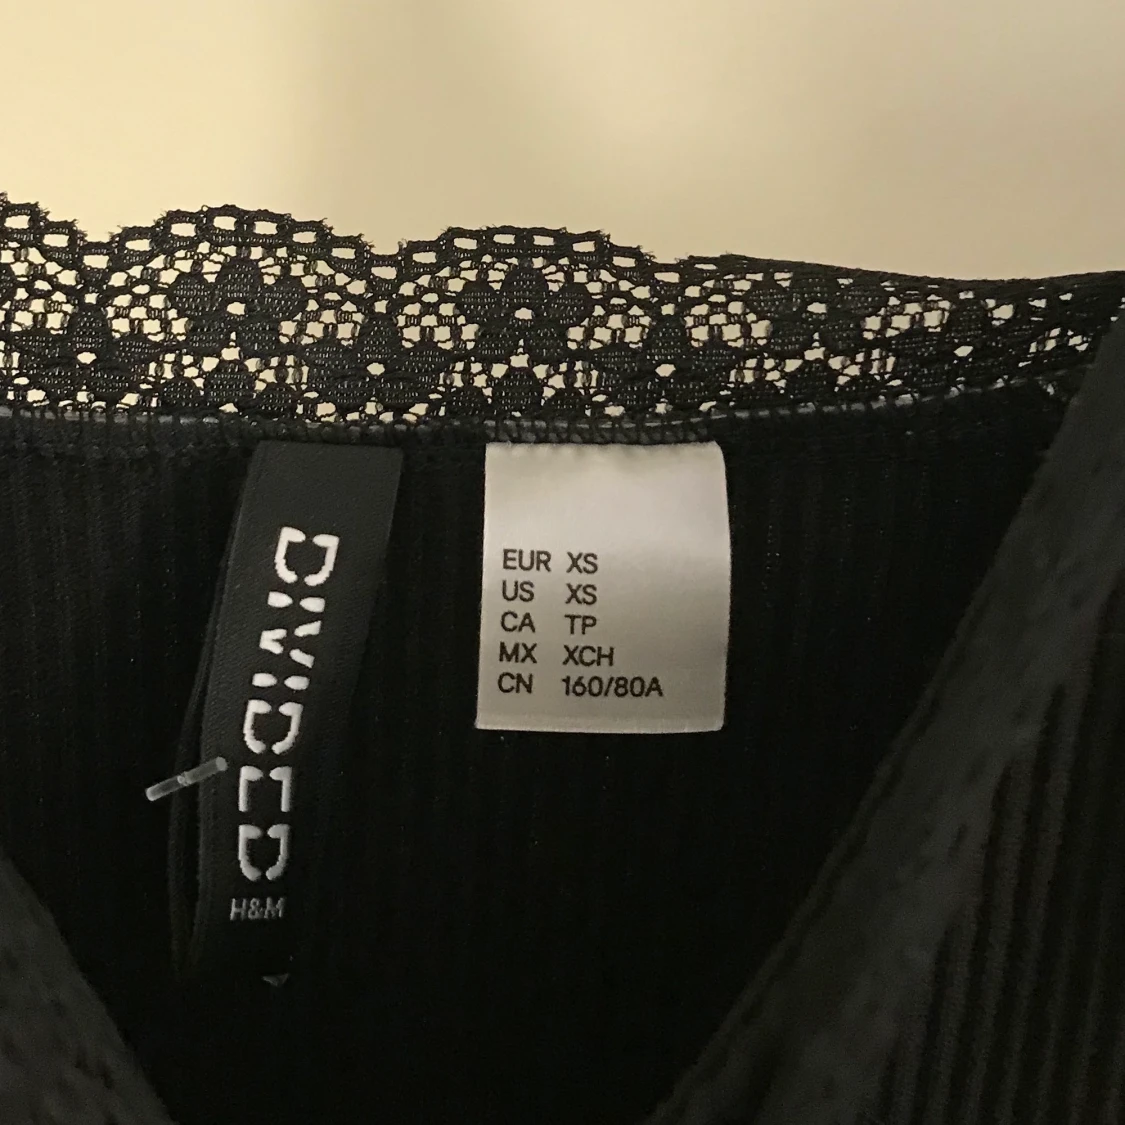 DIVIDED
H&M
EUR XS
US XS
CA TP
MX XCH
CN 160/80A